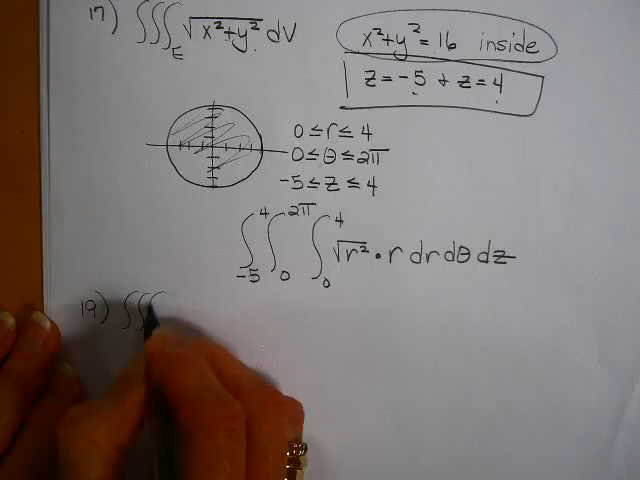 17) ∭_E √(x²+y²) dV
x²+y²=16 inside
z=-5 + z=4
0≤r≤4
0≤θ≤2π
-5≤z≤4
∫_{-5}^{4} ∫_0^{2π} ∫_0^4 √(r²) • r dr dθ dz
19) ∭